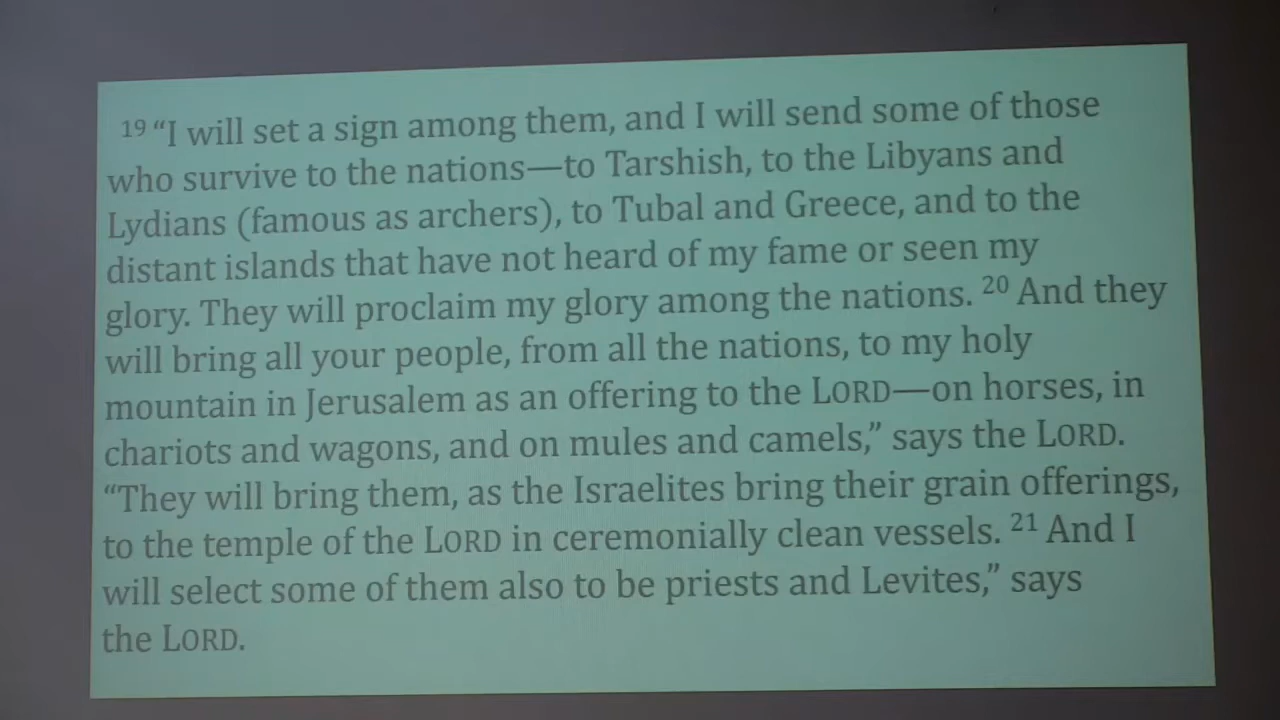 19 “I will set a sign among them, and I will send some of those
who survive to the nations—to Tarshish, to the Libyans and
Lydians (famous as archers), to Tubal and Greece, and to the
distant islands that have not heard of my fame or seen my
glory. They will proclaim my glory among the nations. 20 And they
will bring all your people, from all the nations, to my holy
mountain in Jerusalem as an offering to the LORD—on horses, in
chariots and wagons, and on mules and camels,” says the LORD.
“They will bring them, as the Israelites bring their grain offerings,
to the temple of the LORD in ceremonially clean vessels. 21 And I
will select some of them also to be priests and Levites,” says
the LORD.